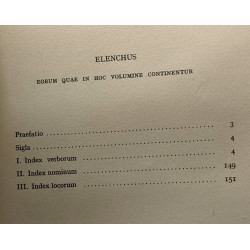 ELENCHUS
EORUM QUAE IN HOC VOLUMINE CONTINENTUR
Praefatio . . . . . . . . . . . . . . . . 3
Sigla . . . . . . . . . . . . . . . . 4
I. Index verborum . . . . . . . . . . . . . . . . 4
II. Index nominum . . . . . . . . . . . . . . . . 149
III. Index locorum . . . . . . . . . . . . . . . . 151